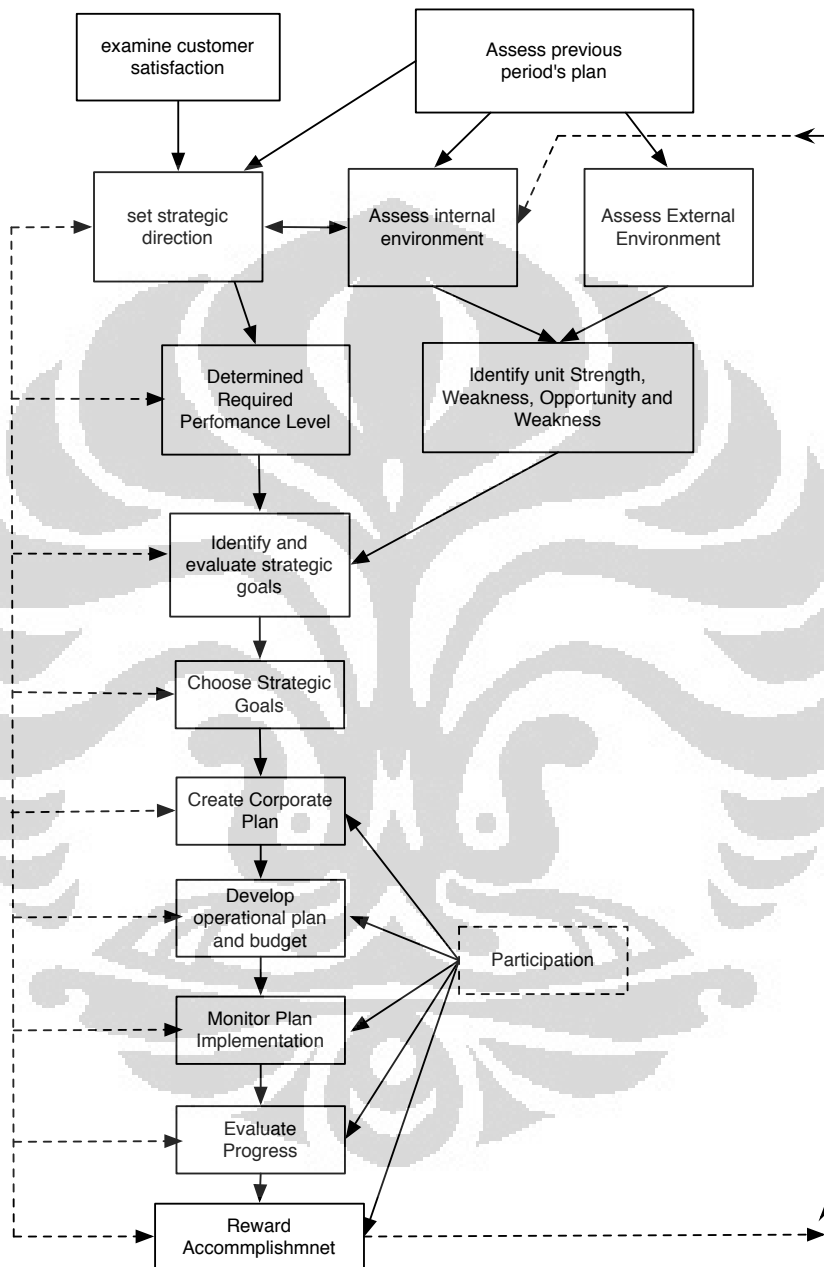 examine customer
satisfaction
Assess previous
period's plan
set strategic
direction
Assess internal
environment
Assess External
Environment
Determined
Required
Perfomance Level
Identify unit Strength,
Weakness, Opportunity and
Weakness
Identify and
evaluate strategic
goals
Choose Strategic
Goals
Create Corporate
Plan
Develop
operational plan
and budget
Participation
Monitor Plan
Implementation
Evaluate
Progress
Reward
Accommplishmnet